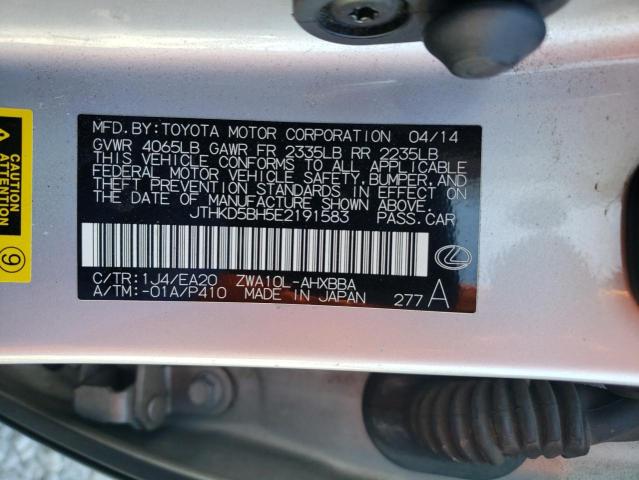 MFD.BY:TOYOTA MOTOR CORPORATION 04/14
GVWR 4065LB GAWR FR 2335LB RR 2235LB
THIS VEHICLE CONFORMS TO ALL APPLICABLE
FEDERAL MOTOR VEHICLE SAFETY,BUMPER,AND
THEFT PREVENTION STANDARDS IN EFFECT ON
THE DATE OF MANUFACTURE SHOWN ABOVE.
JTHKD5BH5E2191583 PASS.CAR
C/TR:1J4/EA20 ZWA10L-AHXBBA
A/TM:-01A/P410 MADE IN JAPAN 277 A
CAUTION
ATTENTION
9